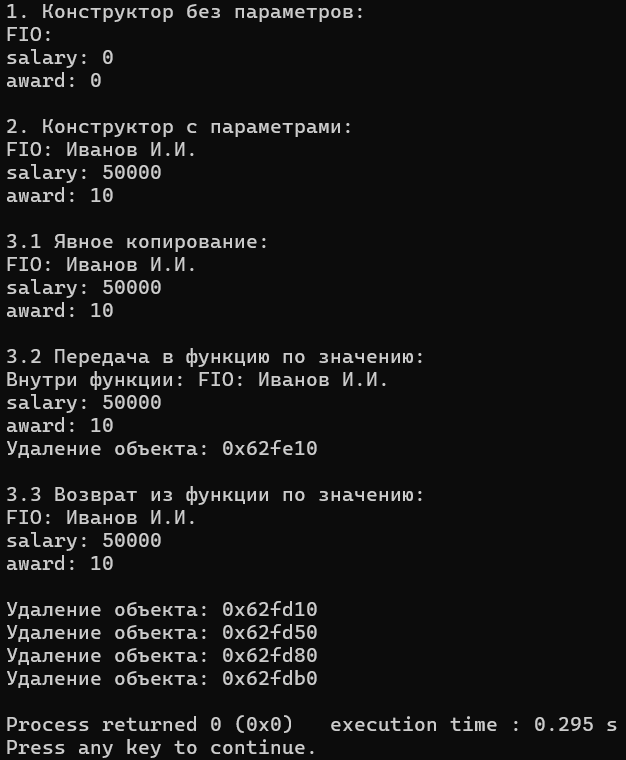 1. Конструктор без параметров:
FIO:
salary: 0
award: 0
2. Конструктор с параметрами:
FIO: Иванов И.И.
salary: 50000
award: 10
3.1 Явное копирование:
FIO: Иванов И.И.
salary: 50000
award: 10
3.2 Передача в функцию по значению:
Внутри функции: FIO: Иванов И.И.
salary: 50000
award: 10
Удаление объекта: 0x62fe10
3.3 Возврат из функции по значению:
FIO: Иванов И.И.
salary: 50000
award: 10
Удаление объекта: 0x62fd10
Удаление объекта: 0x62fd50
Удаление объекта: 0x62fd80
Удаление объекта: 0x62fdb0
Process returned 0 (0x0)   execution time : 0.295 s
Press any key to continue.